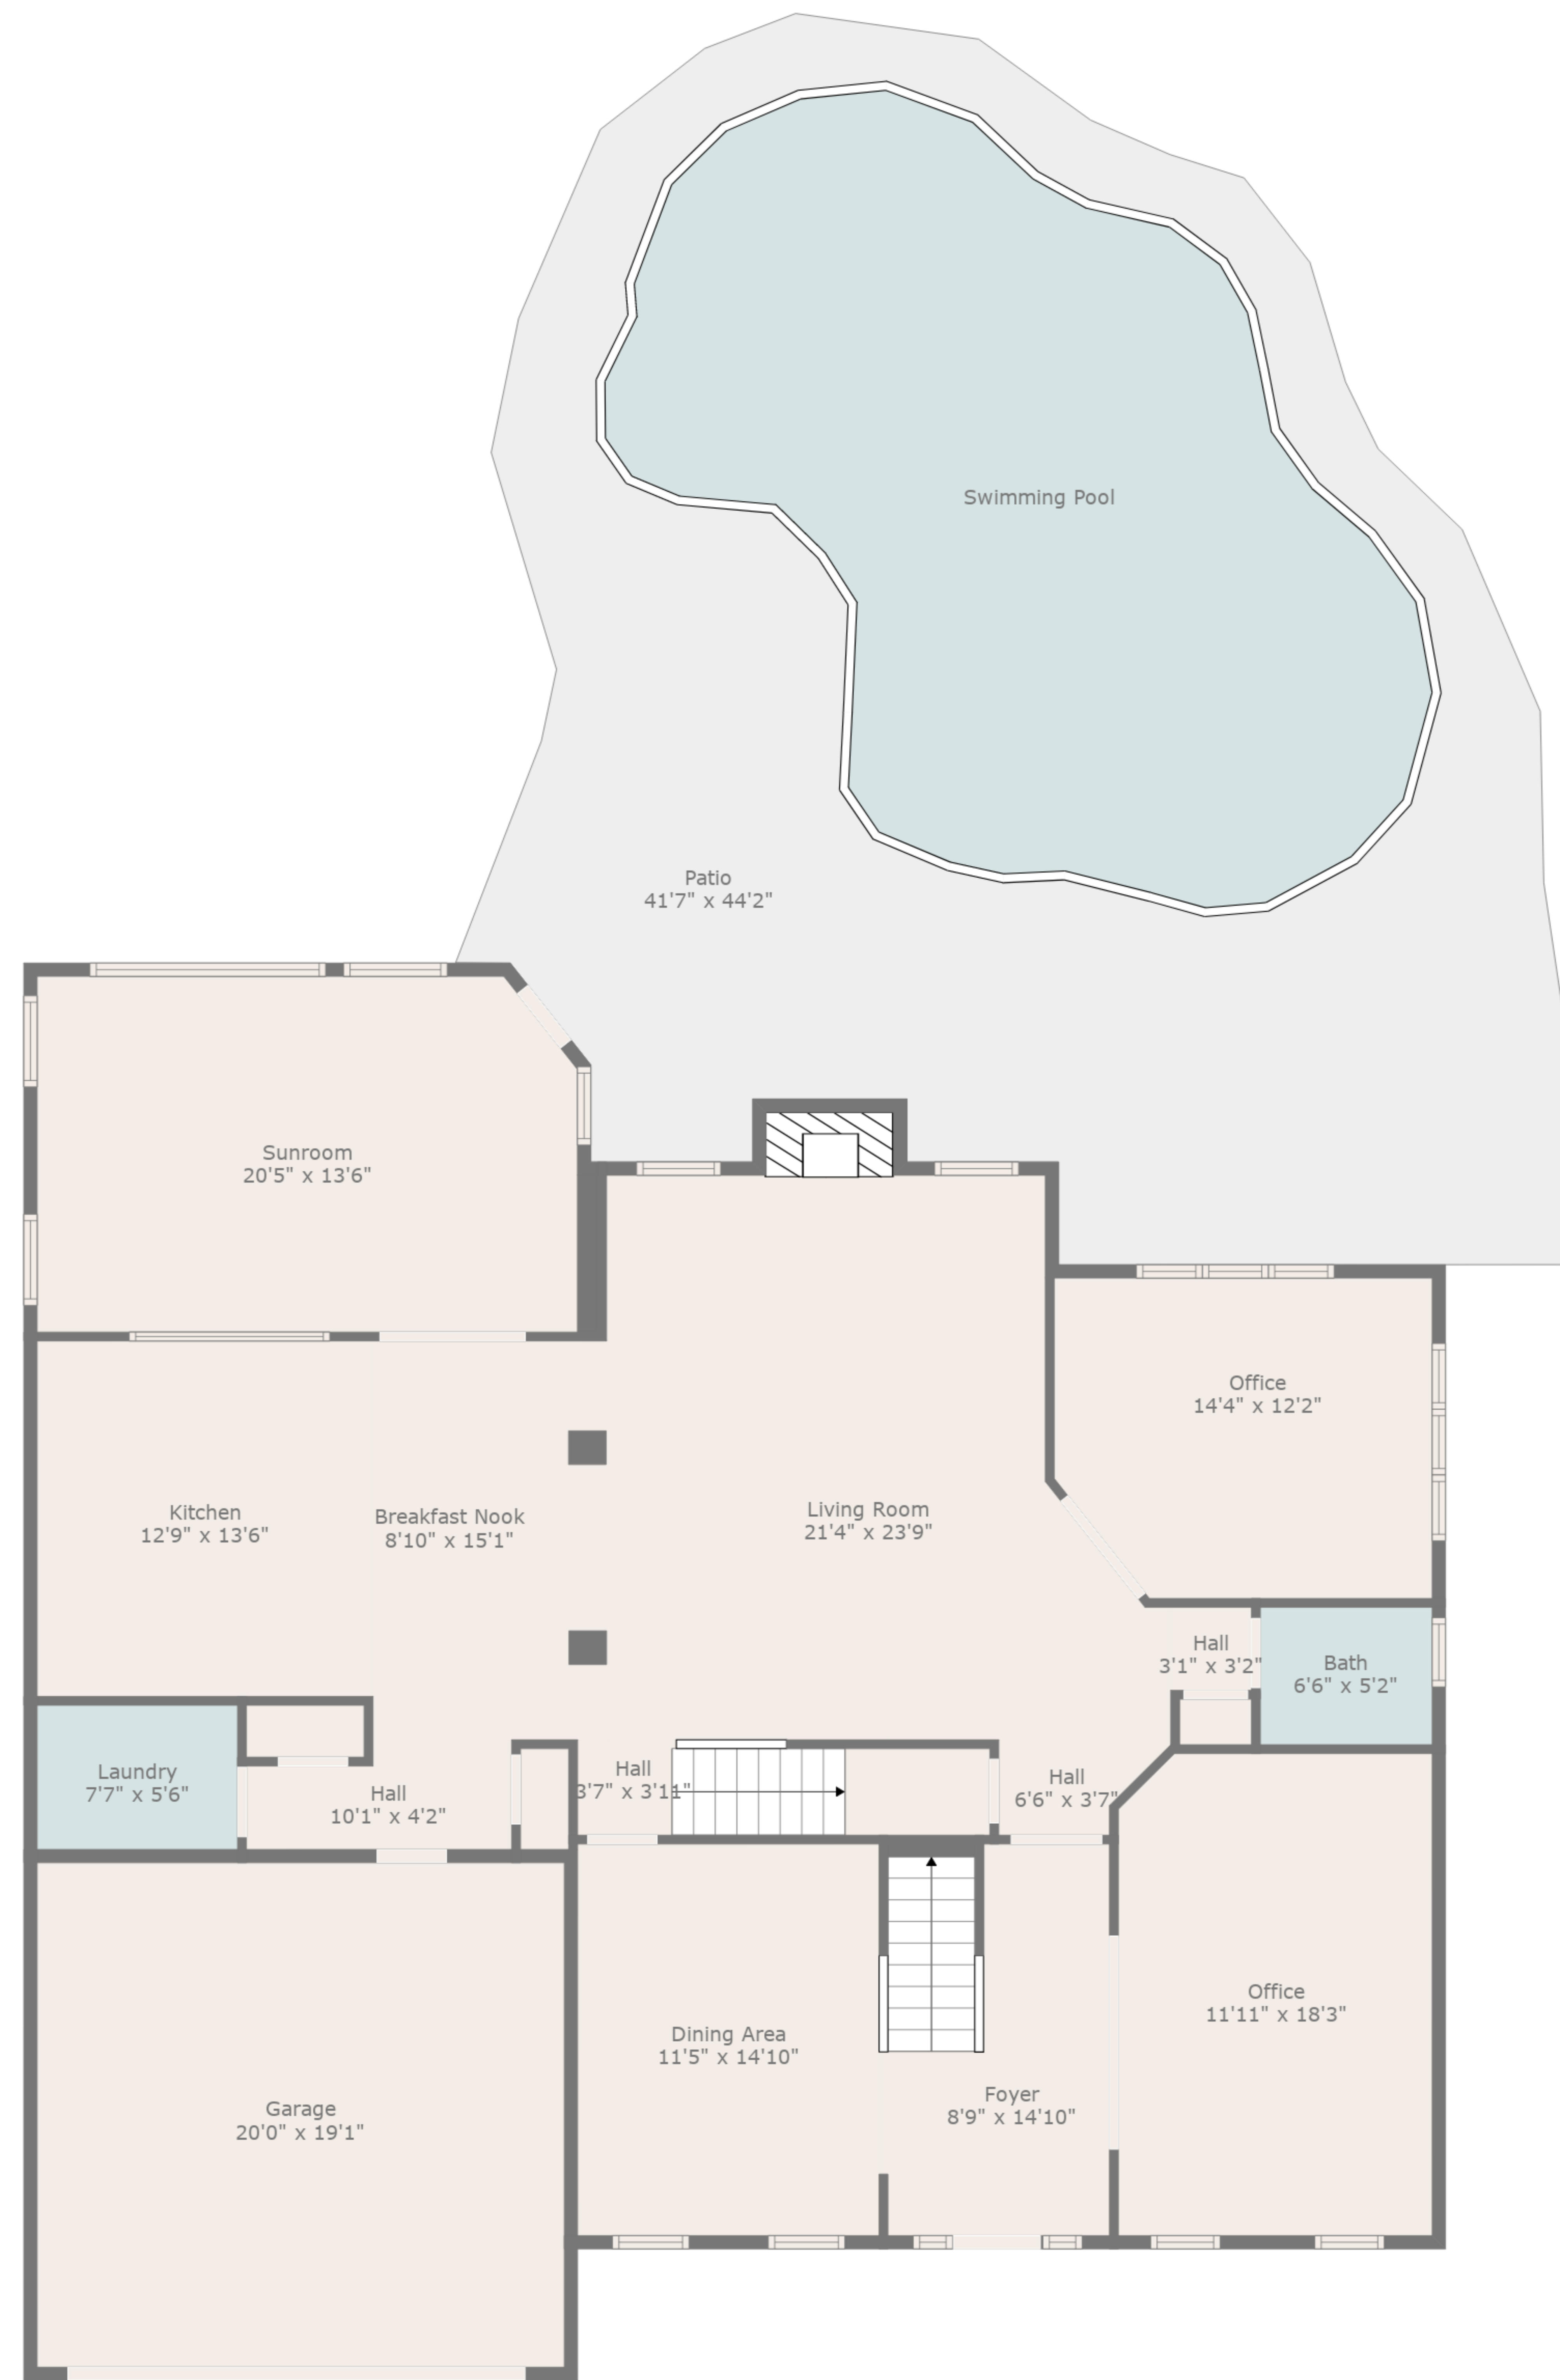 Swimming Pool
Patio
41'7" x 44'2"
Sunroom
20'5" x 13'6"
Office
14'4" x 12'2"
Kitchen
12'9" x 13'6"
Breakfast Nook
8'10" x 15'1"
Living Room
21'4" x 23'9"
Hall
3'1" x 3'2"
Bath
6'6" x 5'2"
Laundry
7'7" x 5'6"
Hall
10'1" x 4'2"
Hall
3'7" x 3'11"
Hall
6'6" x 3'7"
Office
11'11" x 18'3"
Dining Area
11'5" x 14'10"
Foyer
8'9" x 14'10"
Garage
20'0" x 19'1"